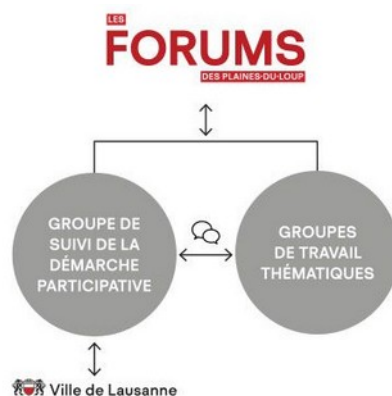 LES
FORUMS
DES PLAINES-DU-LOUP
GROUPE DE
SUIVI DE LA
DÉMARCHE
PARTICIPATIVE
GROUPES
DE TRAVAIL
THÉMATIQUES
Ville de Lausanne